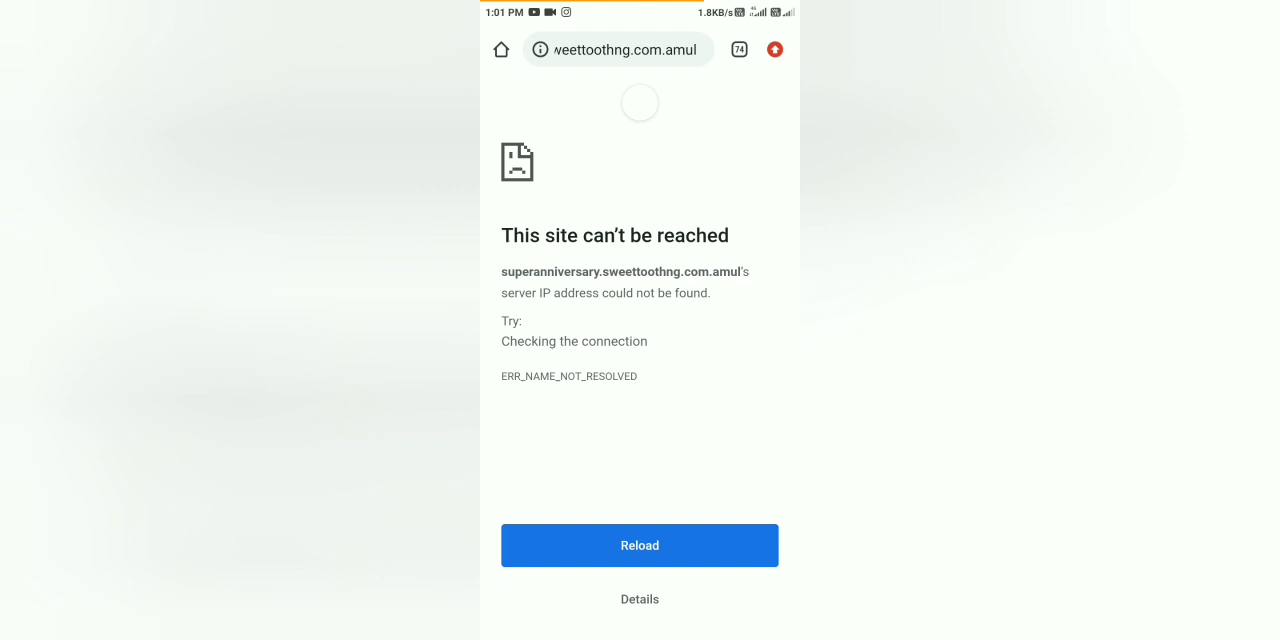 1:01 PM 1.8KB/s
weettoothng.com.amul 74
This site can't be reached
superanniversary.sweettoothng.com.amul's
server IP address could not be found.
Try:
Checking the connection
ERR_NAME_NOT_RESOLVED
Reload
Details